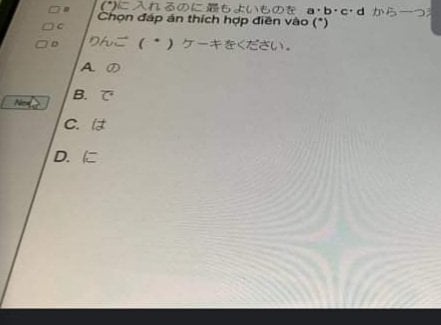 (*)に入れるのに最もよいものを a・b・c・d から一つ
Chọn đáp án thích hợp điền vào (*)
C
D
りんご ( * ) ケーキをください。
A. の
Next
B. で
C. は
D. に